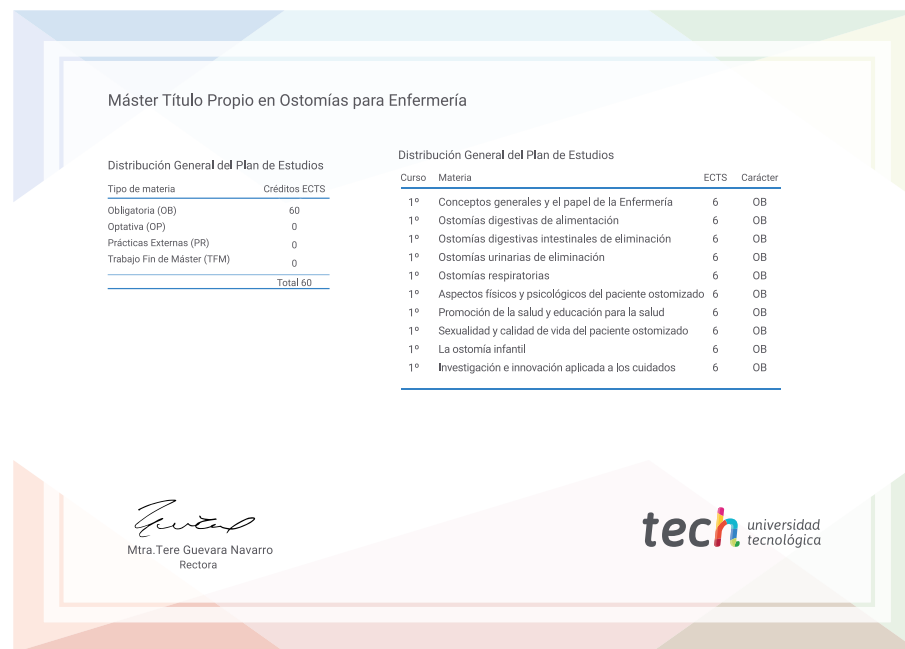 Máster Título Propio en Ostomías para Enfermería
Distribución General del Plan de Estudios
Tipo de materia Créditos ECTS
Obligatoria (OB) 60
Optativa (OP) 0
Prácticas Externas (PR) 0
Trabajo Fin de Máster (TFM) 0
Total 60
Distribución General del Plan de Estudios
Curso Materia ECTS Carácter
1º Conceptos generales y el papel de la Enfermería 6 OB
1º Ostomías digestivas de alimentación 6 OB
1º Ostomías digestivas intestinales de eliminación 6 OB
1º Ostomías urinarias de eliminación 6 OB
1º Ostomías respiratorias 6 OB
1º Aspectos físicos y psicológicos del paciente ostomizado 6 OB
1º Promoción de la salud y educación para la salud 6 OB
1º Sexualidad y calidad de vida del paciente ostomizado 6 OB
1º La ostomía infantil 6 OB
1º Investigación e innovación aplicada a los cuidados 6 OB
Mtra.Tere Guevara Navarro
Rectora
tech universidad
tecnológica